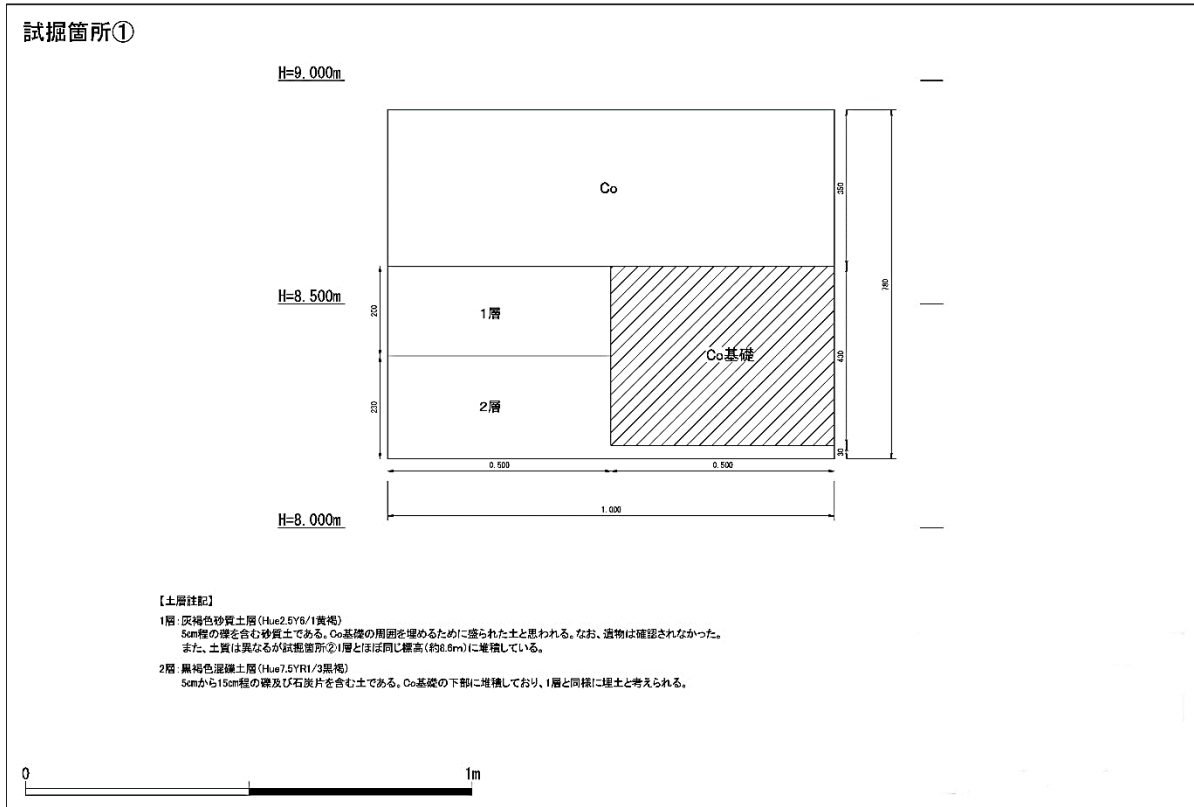 試掘箇所①
H=9.000m
Co
350
780
H=8.500m
200
1層
Co基礎
430
230
2層
30
0.500
0.500
1.000
H=8.000m
【土層註記】
1層:灰褐色砂質土層(Hue2.5Y6/1黄褐)
5cm程の礫を含む砂質土である。Co基礎の周囲を埋めるために盛られた土と思われる。なお、遺物は確認されなかった。
また、土質は異なるが試掘箇所②1層とほぼ同じ標高(約8.6m)に堆積している。
2層:黒褐色混礫土層(Hue7.5YR1/3黒褐)
5cmから15cm程の礫及び石炭片を含む土である。Co基礎の下部に堆積しており、1層と同様に埋土と考えられる。
0
1m